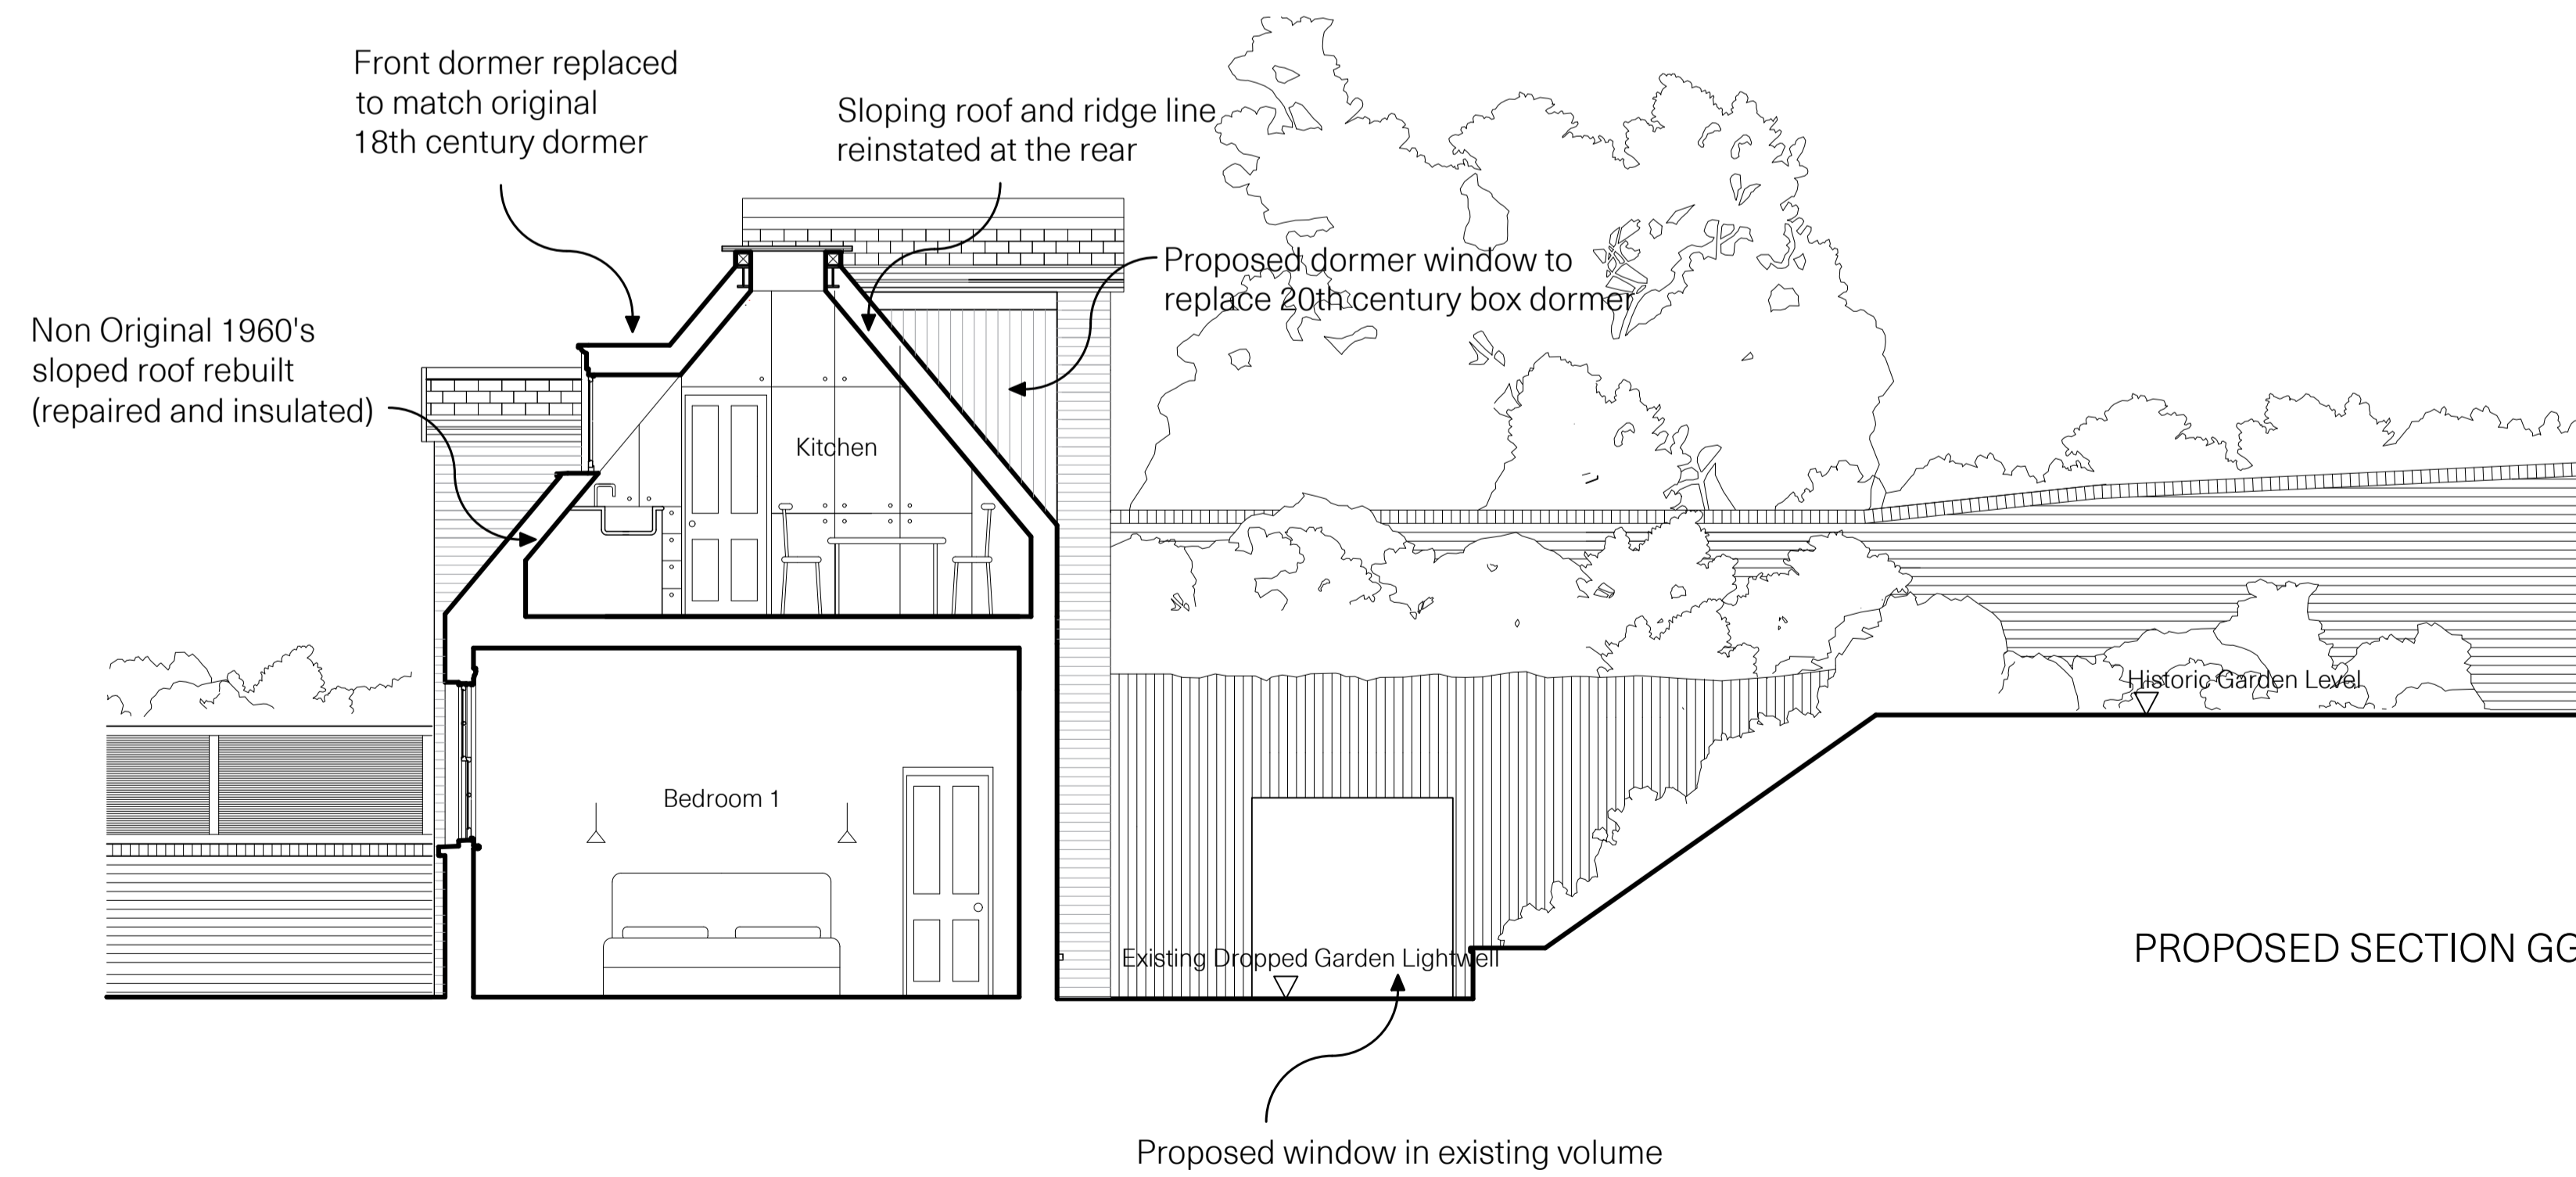 Front dormer replaced
to match original
18th century dormer
Sloping roof and ridge line
reinstated at the rear
Proposed dormer window to
replace 20th century box dormer
Non Original 1960's
sloped roof rebuilt
(repaired and insulated)
Kitchen
Historic Garden Level
Bedroom 1
PROPOSED SECTION GG
Existing Dropped Garden Lightwell
Proposed window in existing volume